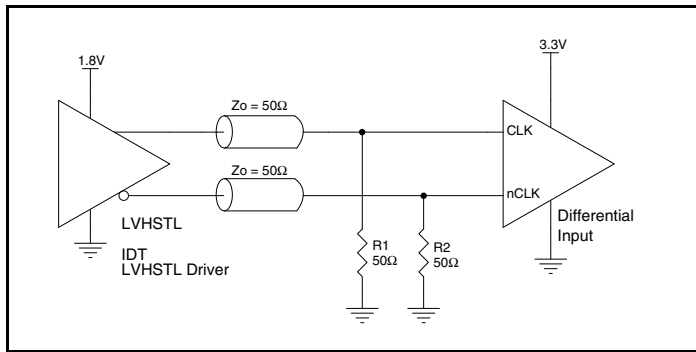 3.3V
1.8V
Zo = 50Ω
CLK
Zo = 50Ω
nCLK
LVHSTL
Differential
Input
IDT
LVHSTL Driver
R1
50Ω
R2
50Ω